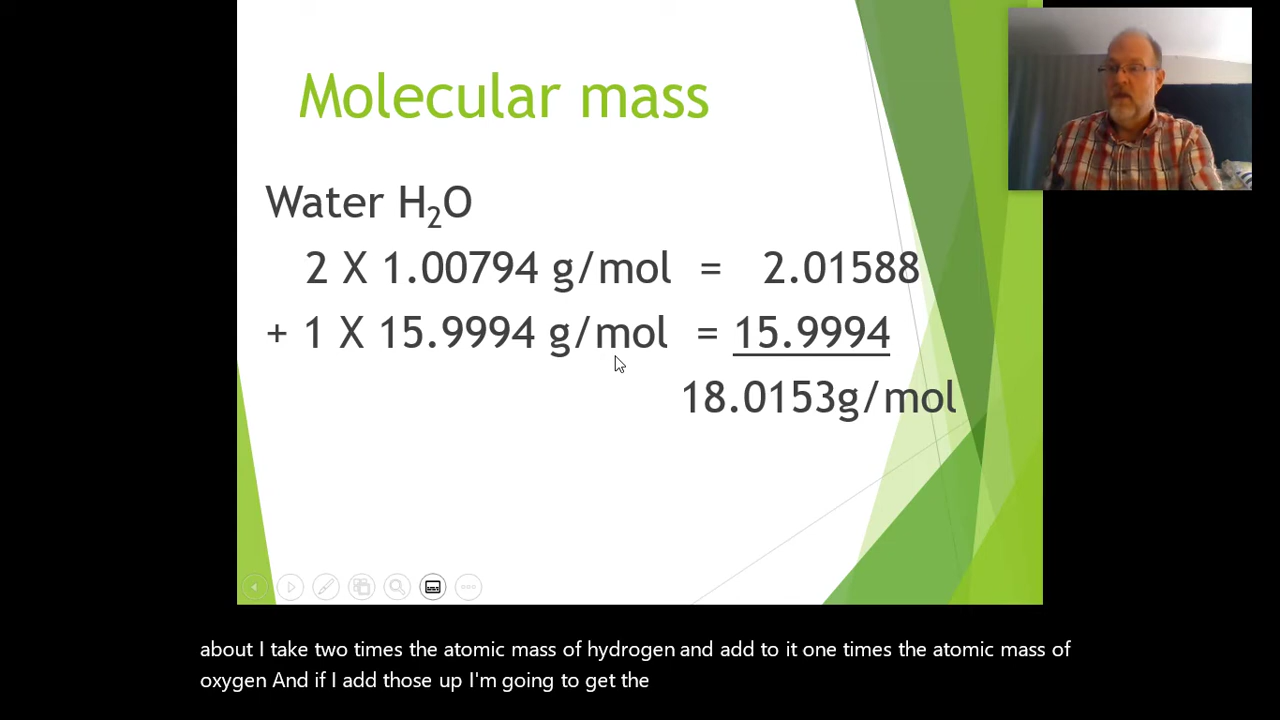 Molecular mass
Water H₂O
2 X 1.00794 g/mol = 2.01588
+ 1 X 15.9994 g/mol = 15.9994
18.0153g/mol
about I take two times the atomic mass of hydrogen and add to it one times the atomic mass of
oxygen And if I add those up I'm going to get the